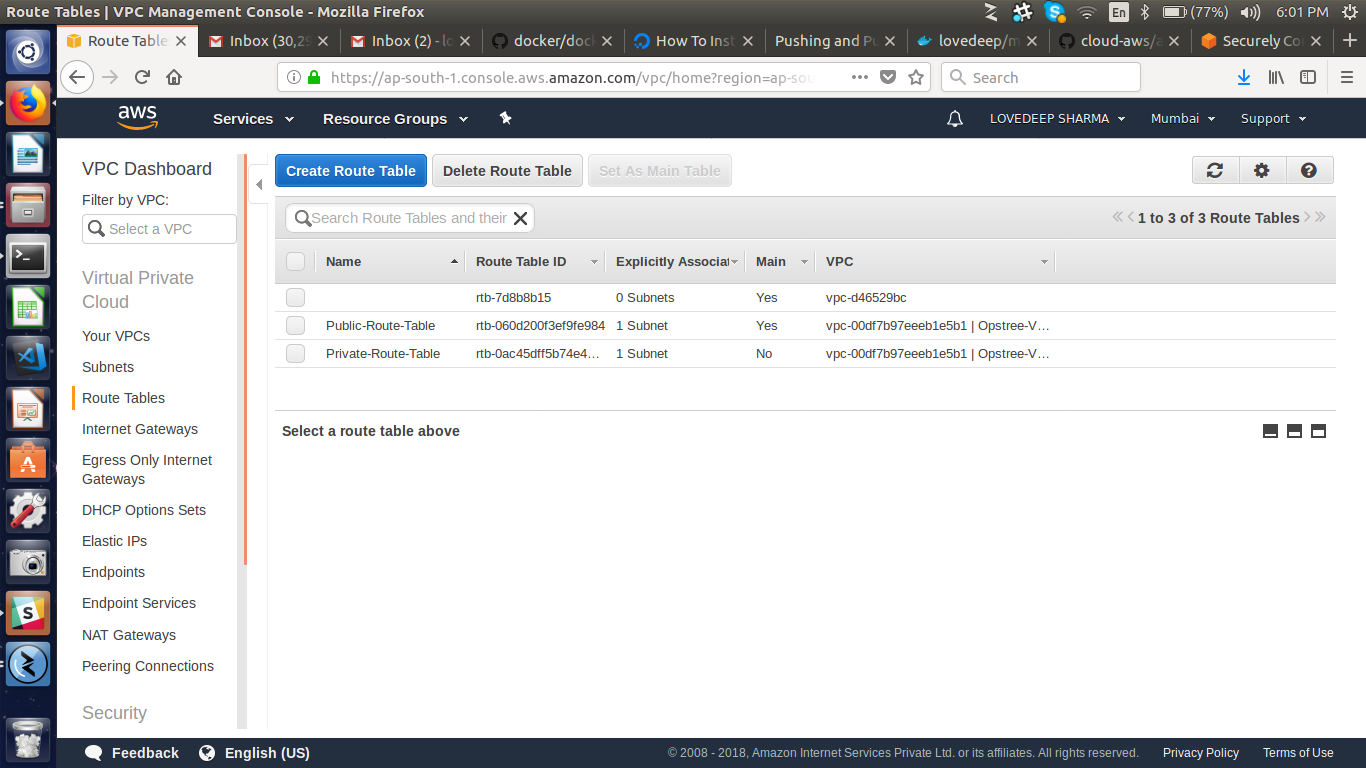 Route Tables | VPC Management Console - Mozilla Firefox
En
(77%)
6:01 PM
Route Table
Inbox (30,29
Inbox (2) - lo
docker/dock
How To Inst
Pushing and Pu
lovedeep/m
cloud-aws/a
Securely Co
https://ap-south-1.console.aws.amazon.com/vpc/home?region=ap-sou
Search
aws
Services
Resource Groups
LOVEDEEP SHARMA
Mumbai
Support
VPC Dashboard
Filter by VPC:
Select a VPC
Virtual Private
Cloud
Your VPCs
Subnets
Route Tables
Internet Gateways
Egress Only Internet
Gateways
DHCP Options Sets
Elastic IPs
Endpoints
Endpoint Services
NAT Gateways
Peering Connections
Security
Create Route Table
Delete Route Table
Set As Main Table
Search Route Tables and their
1 to 3 of 3 Route Tables
Name Route Table ID Explicitly Associat Main VPC
rtb-7d8b8b15 0 Subnets Yes vpc-d46529bc
Public-Route-Table rtb-060d200f3ef9fe984 1 Subnet Yes vpc-00df7b97eeeb1e5b1 | Opstree-V…
Private-Route-Table rtb-0ac45dff5b74e4… 1 Subnet No vpc-00df7b97eeeb1e5b1 | Opstree-V…
Select a route table above
Feedback
English (US)
© 2008 - 2018, Amazon Internet Services Private Ltd. or its affiliates. All rights reserved.
Privacy Policy
Terms of Use